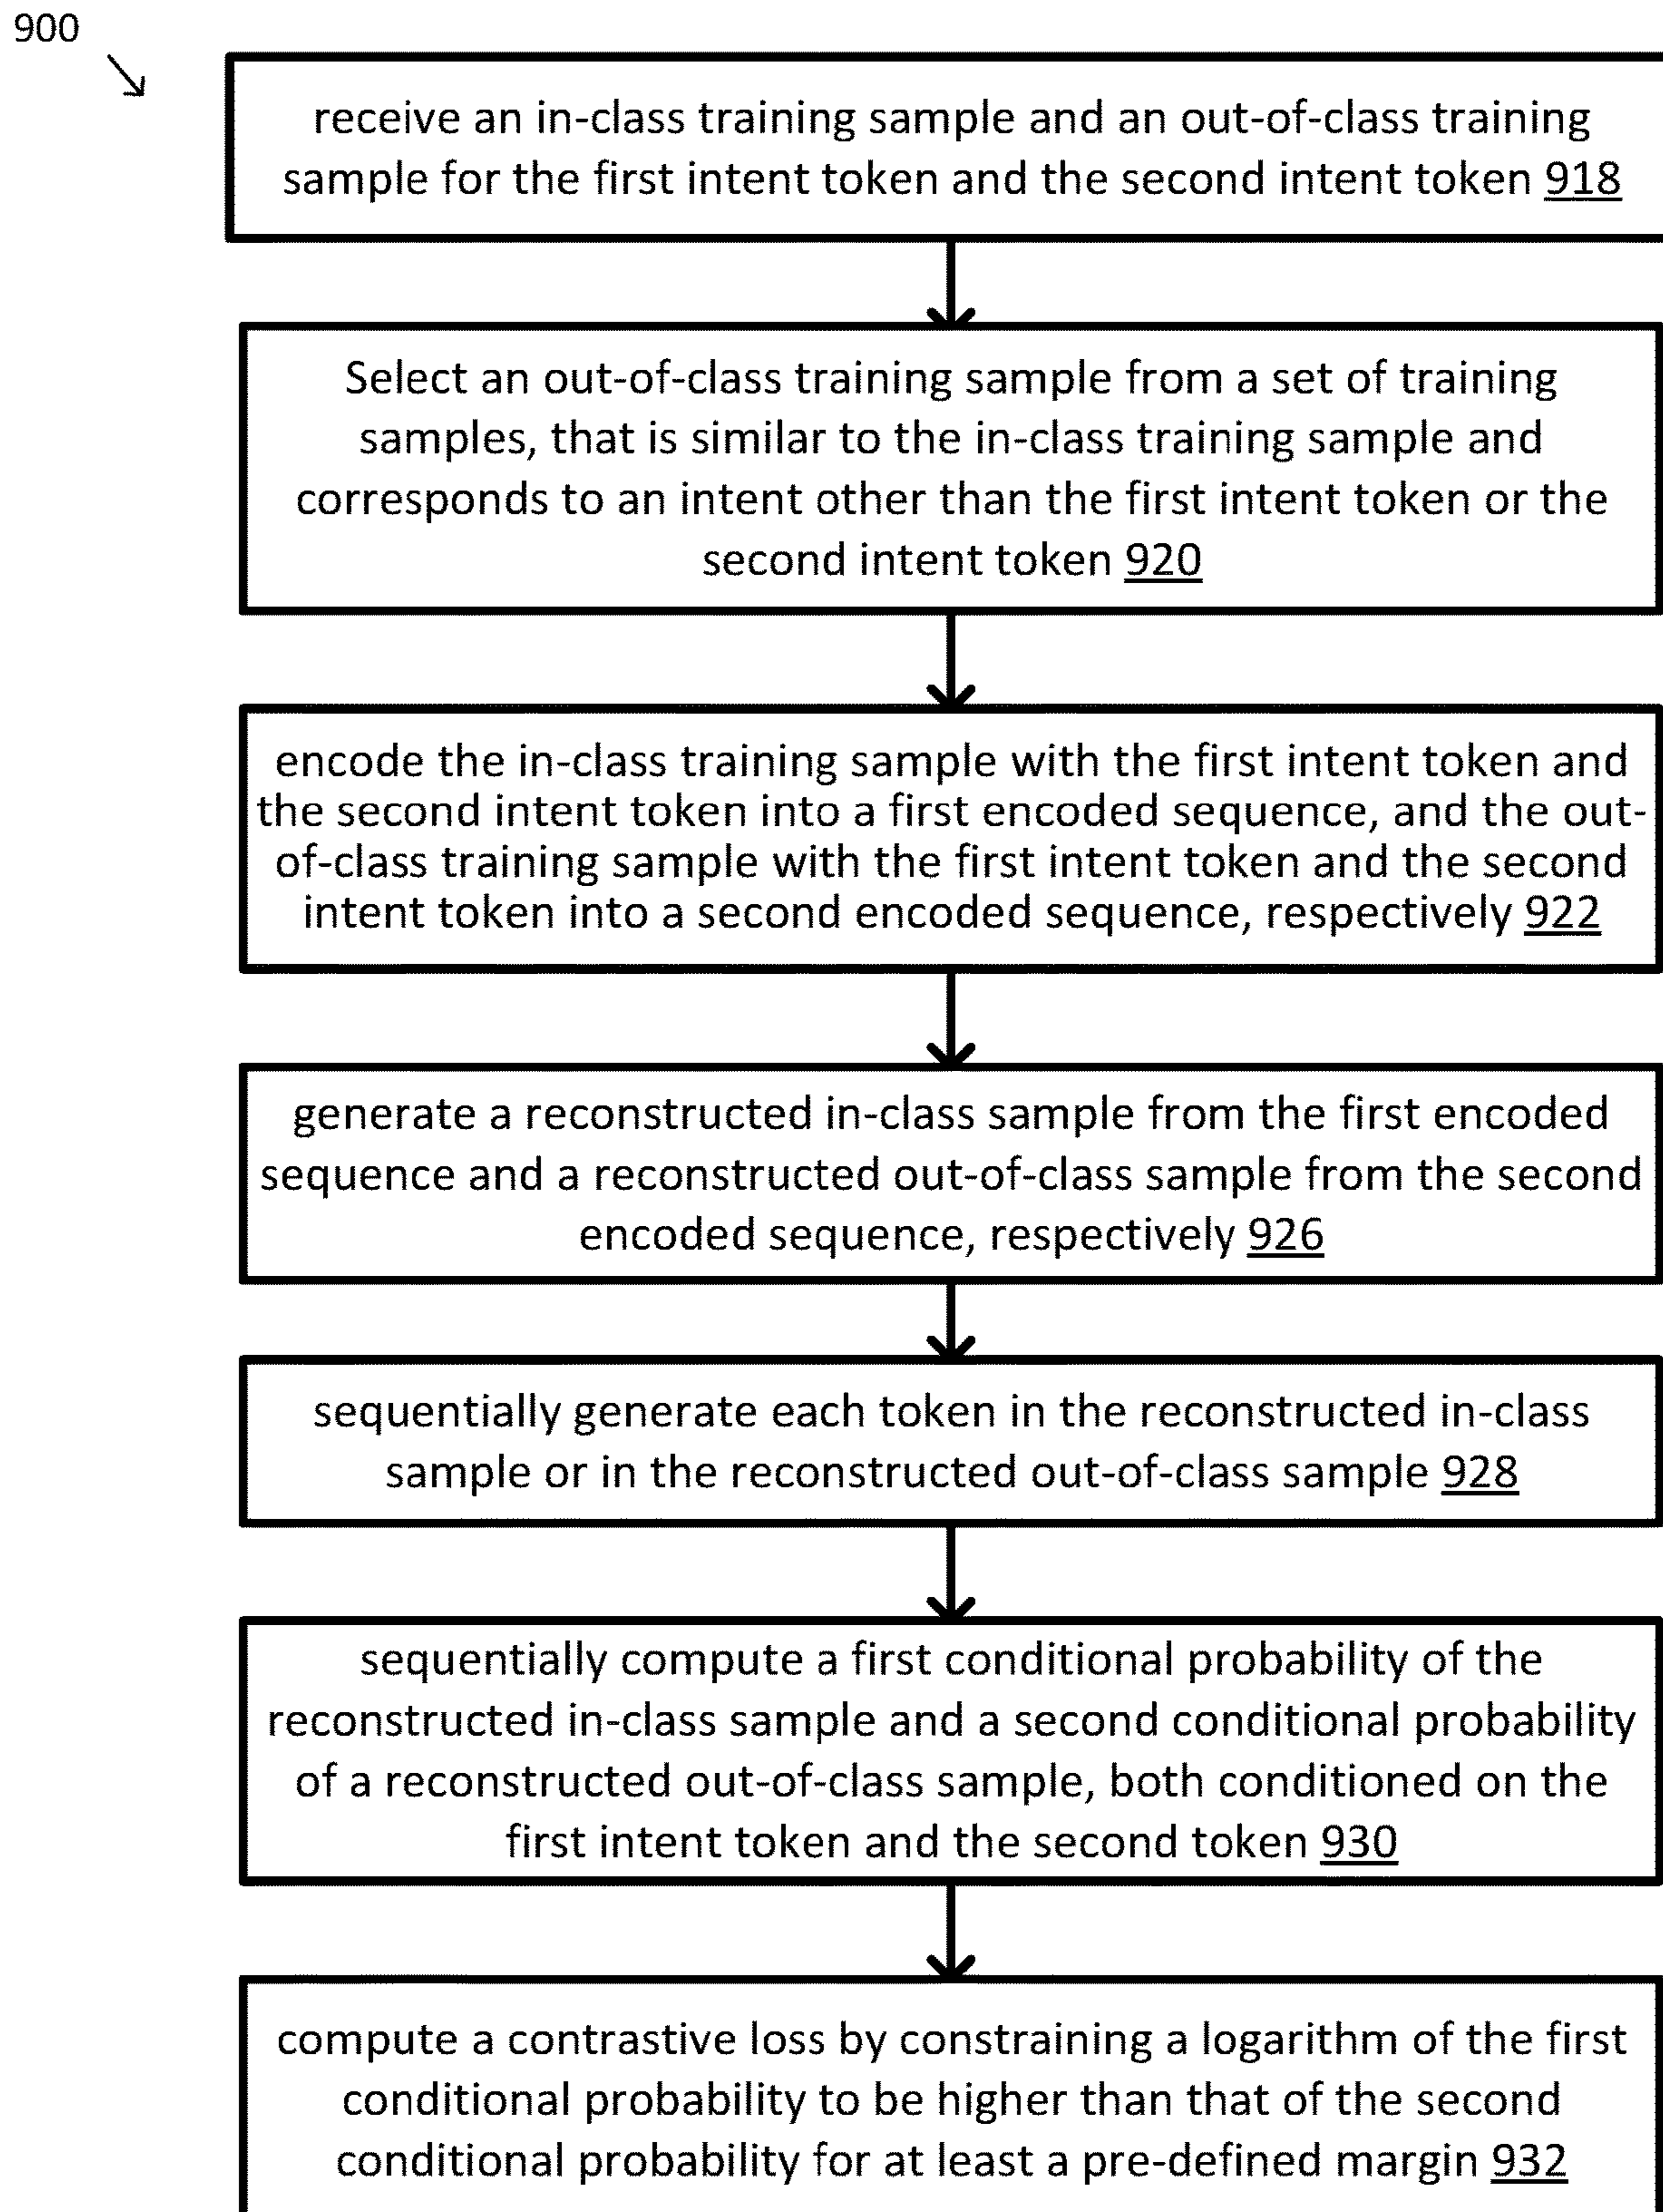 900
receive an in-class training sample and an out-of-class training
sample for the first intent token and the second intent token 918
Select an out-of-class training sample from a set of training
samples, that is similar to the in-class training sample and
corresponds to an intent other than the first intent token or the
second intent token 920
encode the in-class training sample with the first intent token and
the second intent token into a first encoded sequence, and the out-
of-class training sample with the first intent token and the second
intent token into a second encoded sequence, respectively 922
generate a reconstructed in-class sample from the first encoded
sequence and a reconstructed out-of-class sample from the second
encoded sequence, respectively 926
sequentially generate each token in the reconstructed in-class
sample or in the reconstructed out-of-class sample 928
sequentially compute a first conditional probability of the
reconstructed in-class sample and a second conditional probability
of a reconstructed out-of-class sample, both conditioned on the
first intent token and the second token 930
compute a contrastive loss by constraining a logarithm of the first
conditional probability to be higher than that of the second
conditional probability for at least a pre-defined margin 932